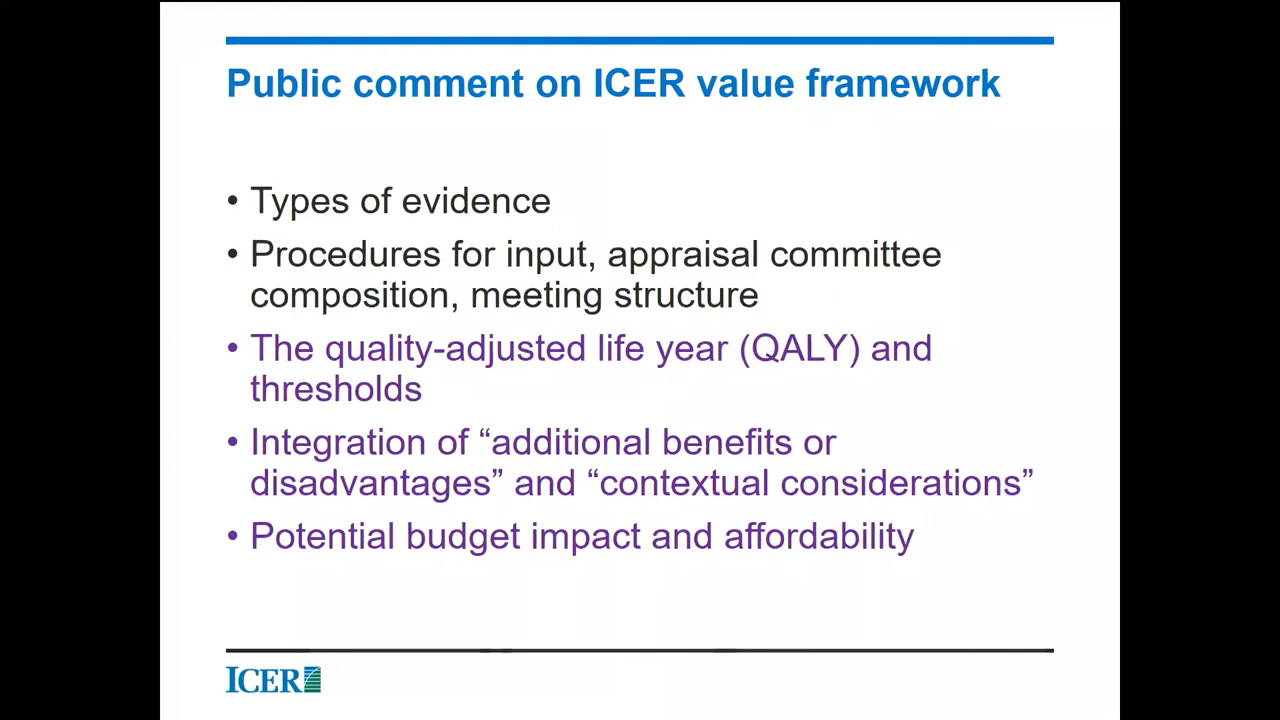 Public comment on ICER value framework
• Types of evidence
• Procedures for input, appraisal committee
composition, meeting structure
• The quality-adjusted life year (QALY) and
thresholds
• Integration of “additional benefits or
disadvantages” and “contextual considerations”
• Potential budget impact and affordability
ICER